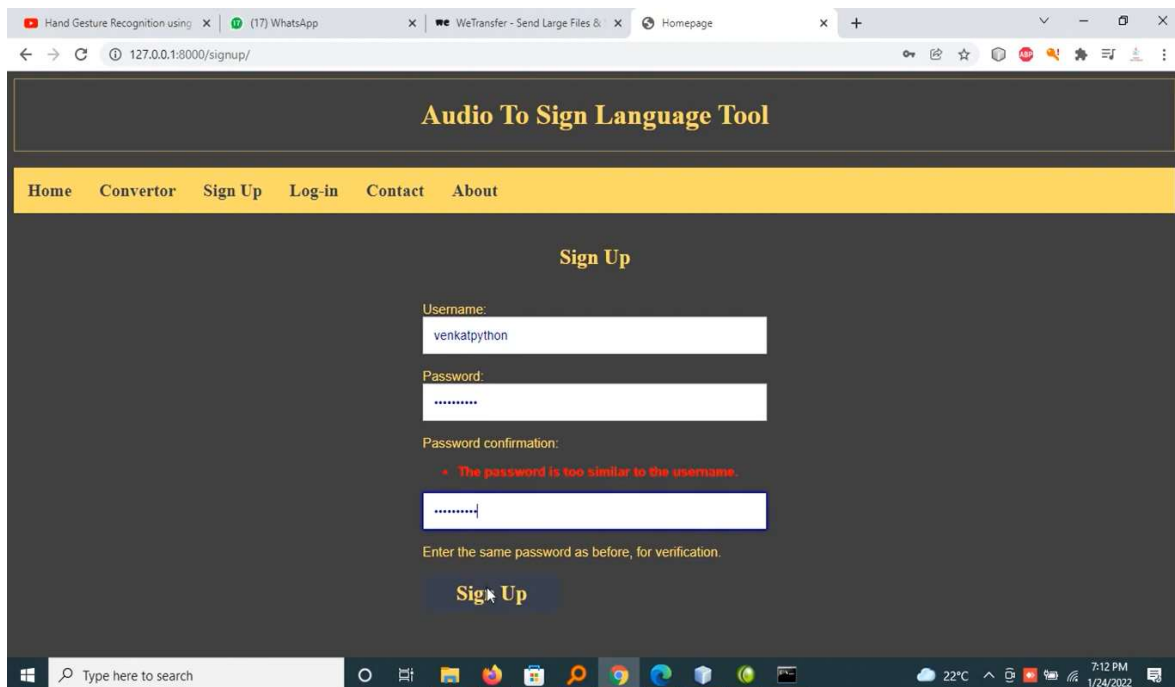 Hand Gesture Recognition using
(17) WhatsApp
WeTransfer - Send Large Files &
Homepage
127.0.0.1:8000/signup/
ABP
Audio To Sign Language Tool
Home Convertor Sign Up Log-in Contact About
Sign Up
Username:
venkatpython
Password:
••••••••••
Password confirmation:
• The password is too similar to the username.
••••••••••
Enter the same password as before, for verification.
Sign Up
Type here to search
22°C
7:12 PM
1/24/2022